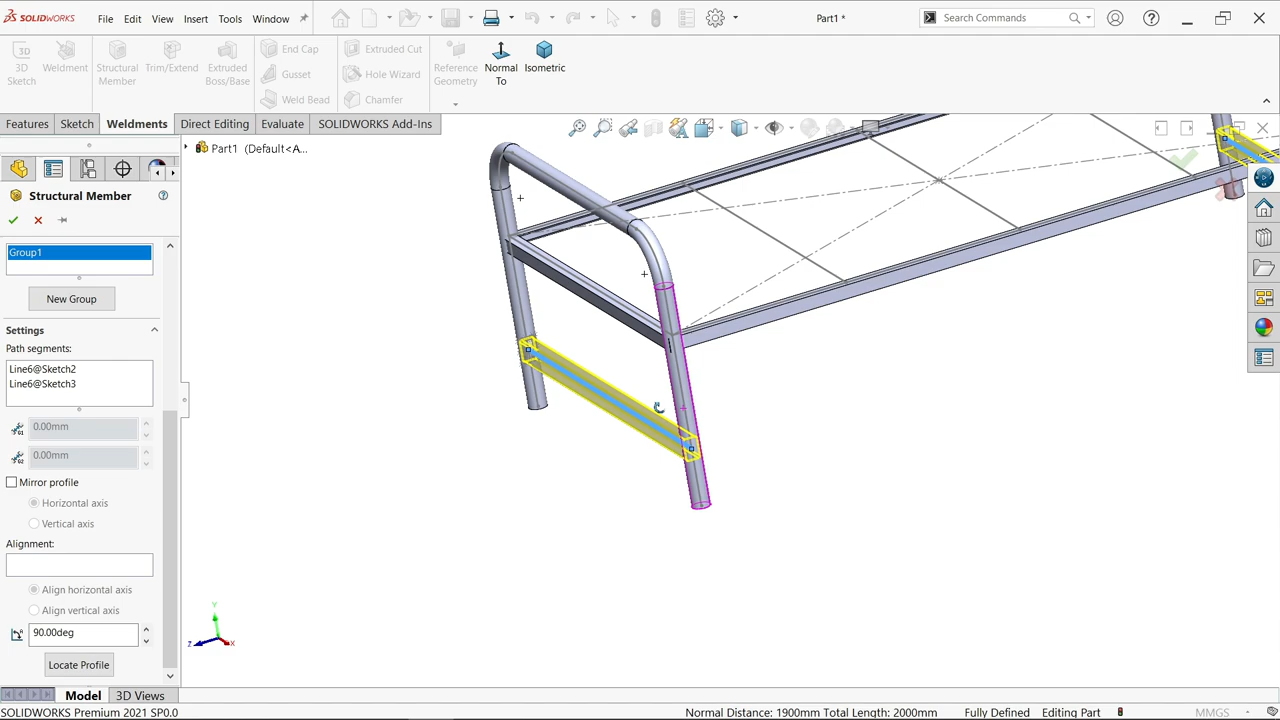 SOLIDWORKS File Edit View Insert Tools Window Part1 * Search Commands
3D Sketch
Weldment
Structural Member
Trim/Extend
Extruded Boss/Base
End Cap
Gusset
Weld Bead
Extruded Cut
Hole Wizard
Chamfer
Reference Geometry
Normal To
Isometric
Features Sketch Weldments Direct Editing Evaluate SOLIDWORKS Add-Ins
Part1 (Default<A...
Structural Member
Group1
New Group
Settings
Path segments:
Line6@Sketch2
Line6@Sketch3
0.00mm
0.00mm
Mirror profile
Horizontal axis
Vertical axis
Alignment:
Align horizontal axis
Align vertical axis
90.00deg
Locate Profile
Y
Z X
Model 3D Views
SOLIDWORKS Premium 2021 SP0.0 Normal Distance: 1900mm Total Length: 2000mm Fully Defined Editing Part MMGS